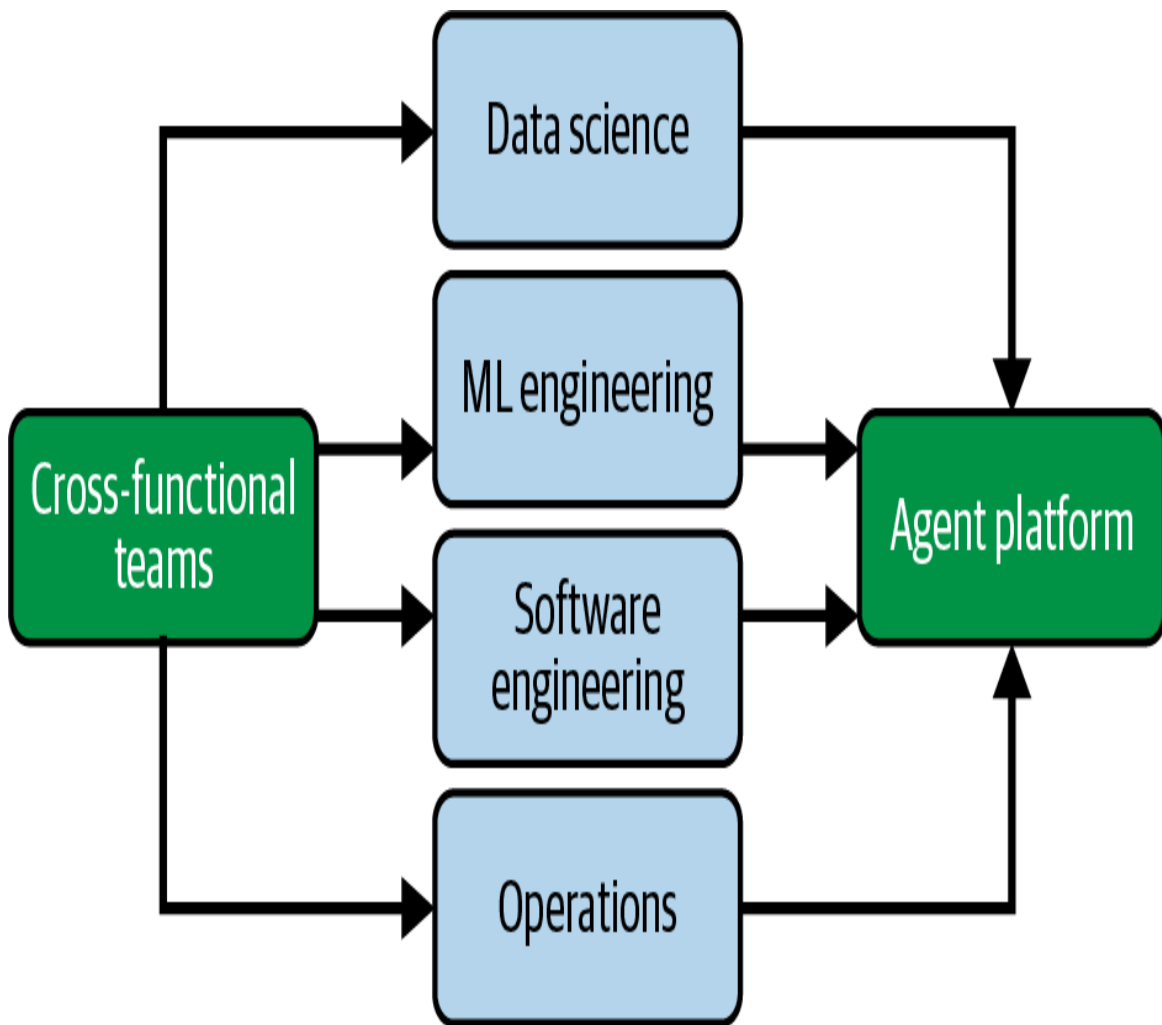 Data science
ML engineering
Cross-functional
teams
Software
engineering
Agent platform
Operations